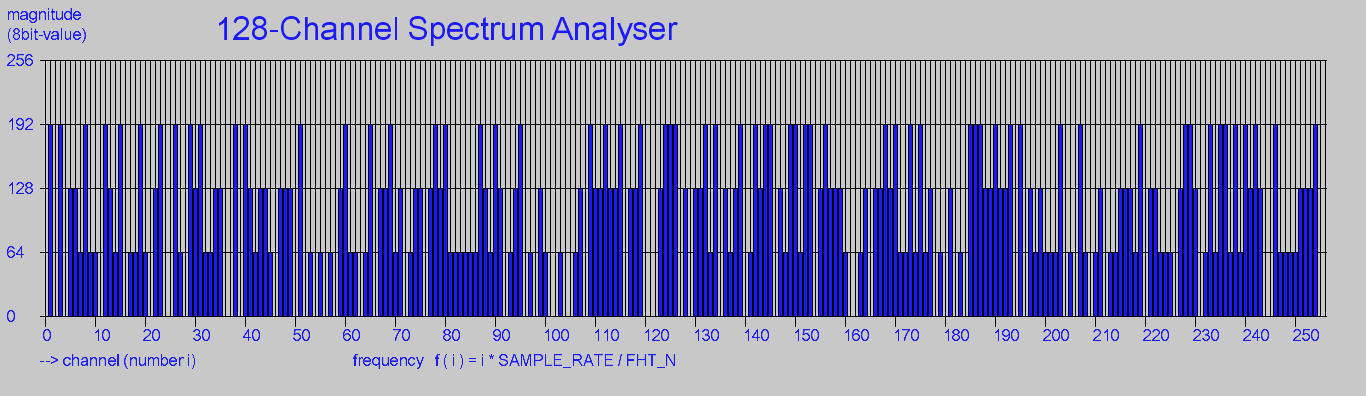 magnitude
(8bit-value)
128-Channel Spectrum Analyser
256
192
128
64
0
0 10 20 30 40 50 60 70 80 90 100 110 120 130 140 150 160 170 180 190 200 210 220 230 240 250
--> channel (number i) frequency f ( i ) = i * SAMPLE_RATE / FHT_N